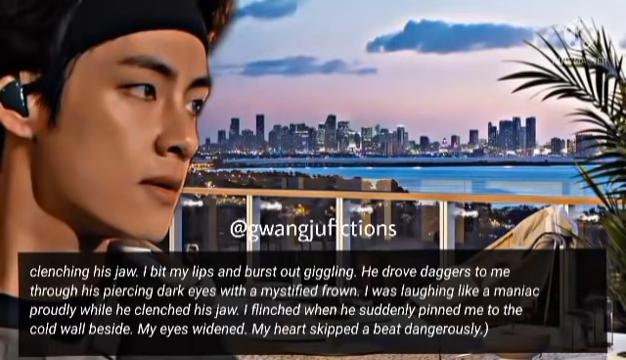 @gwangjufictions
clenching his jaw. I bit my lips and burst out giggling. He drove daggers to me
through his piercing dark eyes with a mystified frown. I was laughing like a maniac
proudly while he clenched his jaw. I flinched when he suddenly pinned me to the
cold wall beside. My eyes widened. My heart skipped a beat dangerously.)